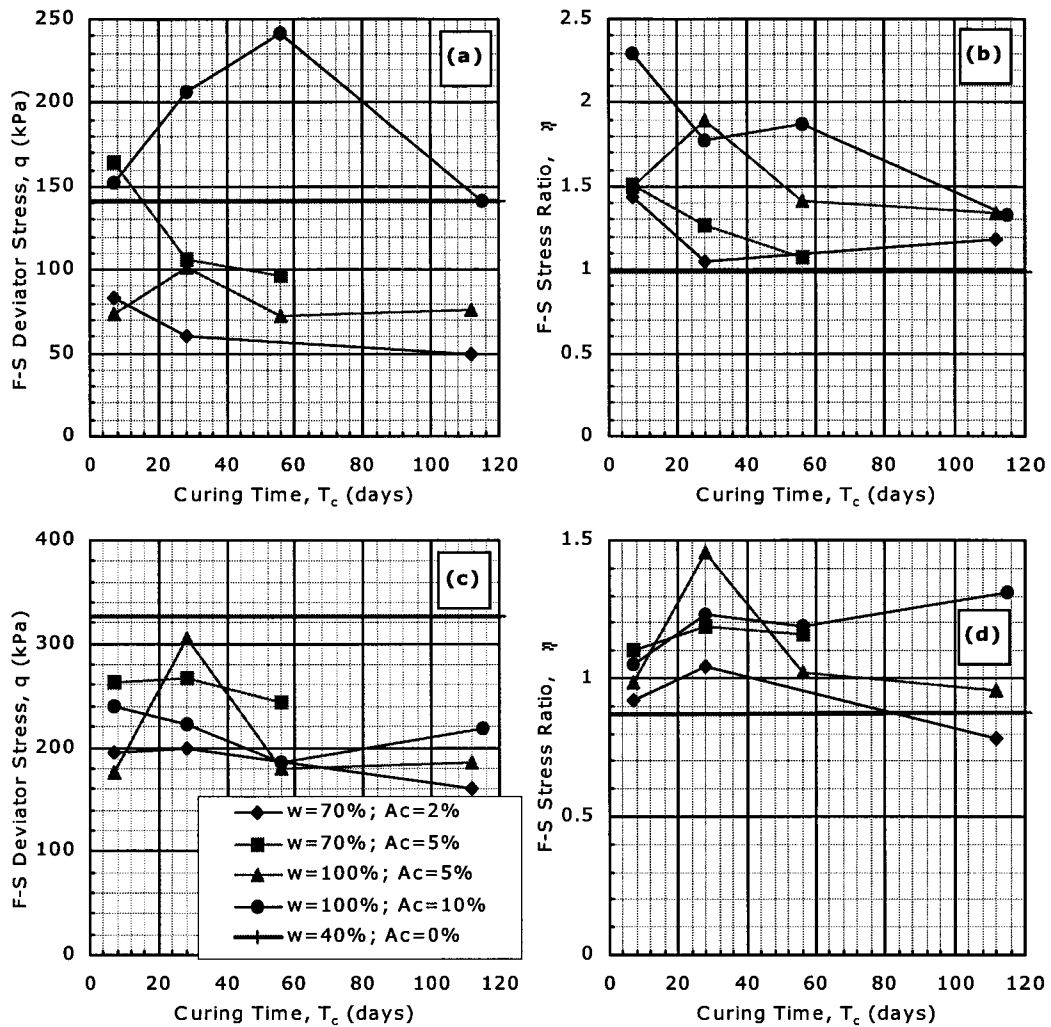 250
200
150
100
50
0
F-S Deviator Stress, q (kPa)
(a)
0 20 40 60 80 100 120
Curing Time, Tc (days)
2.5
2
1.5
1
0.5
0
F-S Stress Ratio, η
(b)
0 20 40 60 80 100 120
Curing Time, Tc (days)
400
300
200
100
0
F-S Deviator Stress, q (kPa)
(c)
w=70%; Ac=2%
w=70%; Ac=5%
w=100%; Ac=5%
w=100%; Ac=10%
w=40%; Ac=0%
0 20 40 60 80 100 120
Curing Time, Tc (days)
1.5
1
0.5
0
F-S Stress Ratio, η
(d)
0 20 40 60 80 100 120
Curing Time, Tc (days)